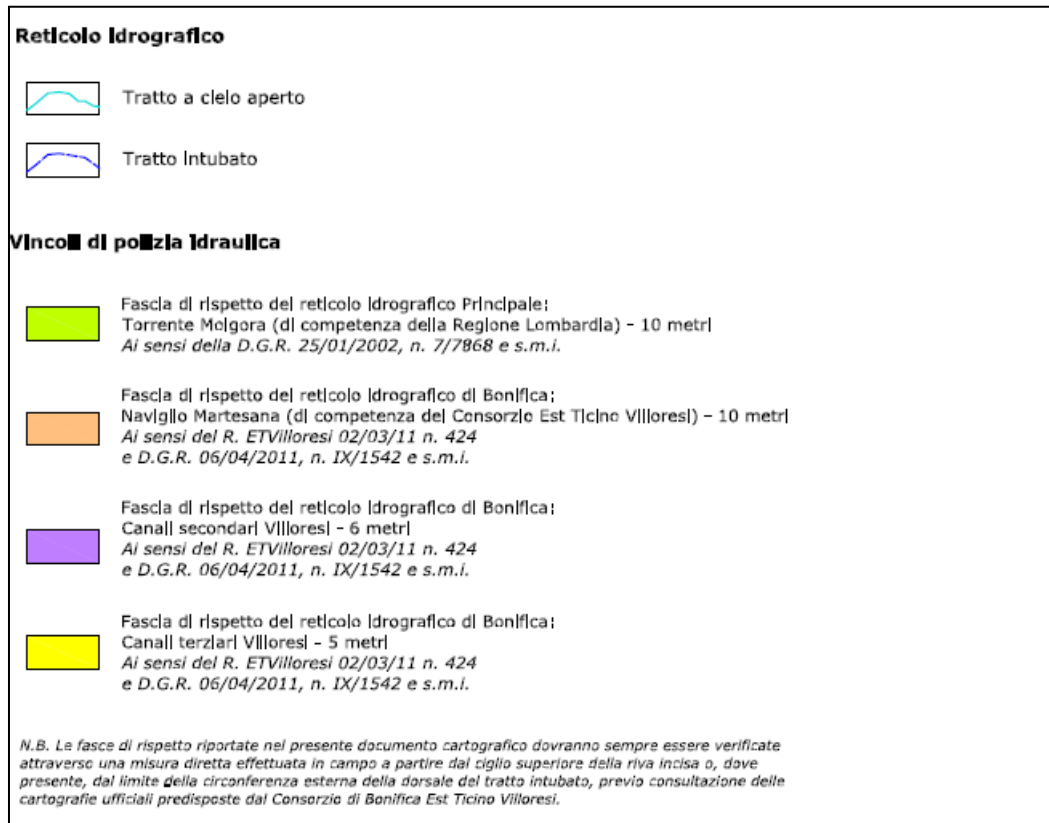 Reticolo idrografico
Tratto a cielo aperto
Tratto intubato
Vincoli di polizia idraulica
Fascia di rispetto del reticolo idrografico Principale:
Torrente Molgora (di competenza della Regione Lombardia) – 10 metri
Ai sensi della D.G.R. 25/01/2002, n. 7/7868 e s.m.i.
Fascia di rispetto del reticolo idrografico di Bonifica:
Naviglio Martesana (di competenza del Consorzio Est Ticino Villoresi) – 10 metri
Ai sensi del R. ETVilloresi 02/03/11 n. 424
e D.G.R. 06/04/2011, n. IX/1542 e s.m.i.
Fascia di rispetto del reticolo idrografico di Bonifica:
Canali secondari Villoresi – 6 metri
Ai sensi del R. ETVilloresi 02/03/11 n. 424
e D.G.R. 06/04/2011, n. IX/1542 e s.m.i.
Fascia di rispetto del reticolo idrografico di Bonifica:
Canali terziari Villoresi – 5 metri
Ai sensi del R. ETVilloresi 02/03/11 n. 424
e D.G.R. 06/04/2011, n. IX/1542 e s.m.i.
N.B. Le fasce di rispetto riportate nel presente documento cartografico dovranno sempre essere verificate
attraverso una misura diretta effettuata in campo a partire dal ciglio superiore della riva incisa o, dove
presente, dal limite della circonferenza esterna della dorsale del tratto intubato, previo consultazione delle
cartografie ufficiali predisposte dal Consorzio di Bonifica Est Ticino Villoresi.